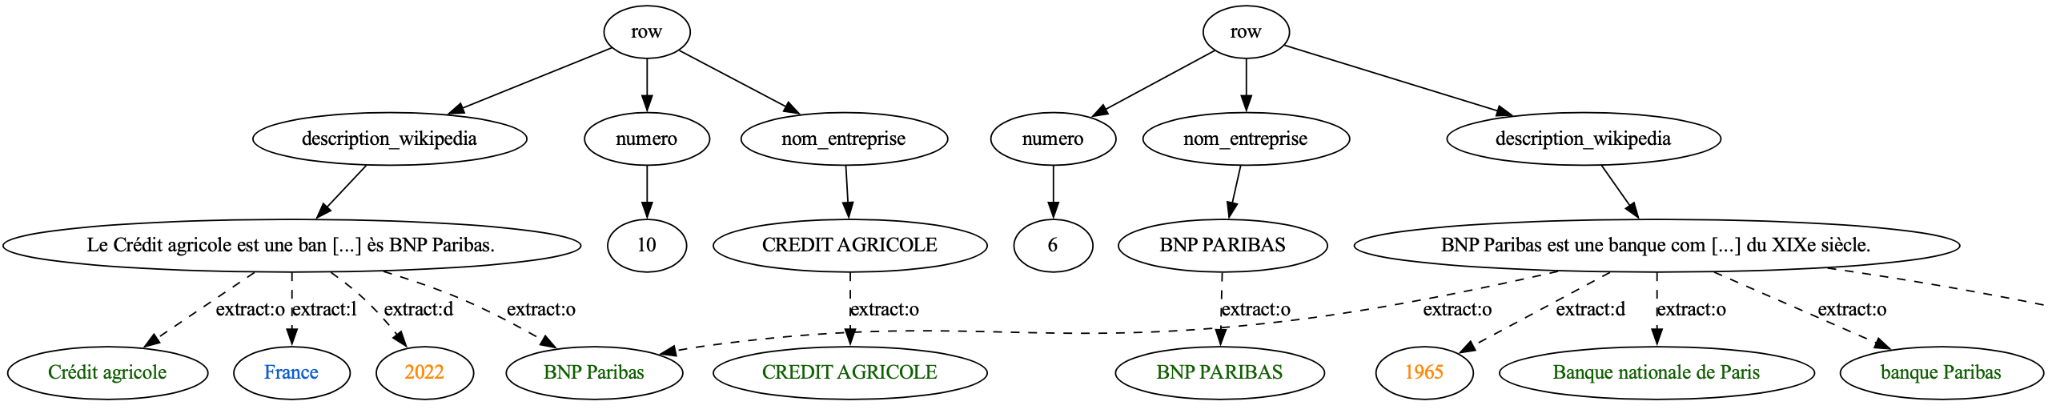 row
row
description_wikipedia
numero
nom_entreprise
numero
nom_entreprise
description_wikipedia
Le Crédit agricole est une ban [...] ès BNP Paribas.
10
CREDIT AGRICOLE
6
BNP PARIBAS
BNP Paribas est une banque com [...] du XIXe siècle.
extract:o
extract:l
extract:d
extract:o
extract:o
extract:o
extract:o
extract:d
extract:o
extract:o
Crédit agricole
France
2022
BNP Paribas
CREDIT AGRICOLE
BNP PARIBAS
1965
Banque nationale de Paris
banque Paribas